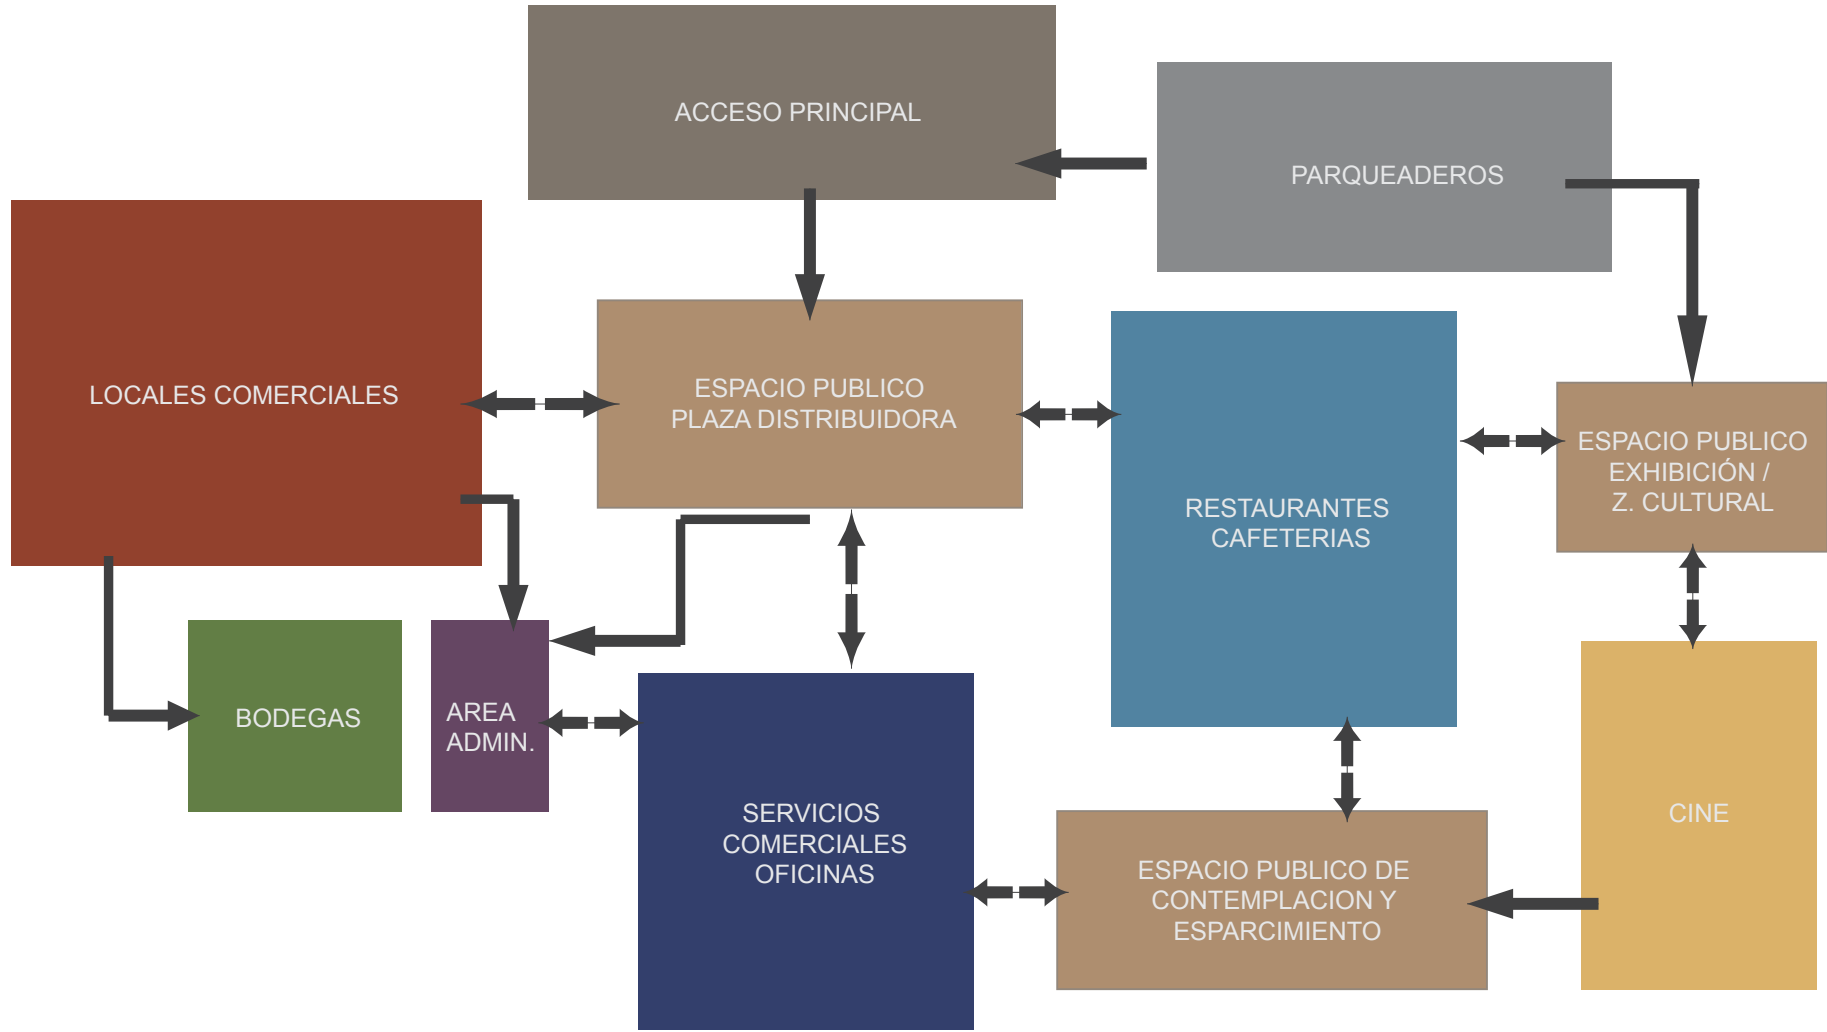 ACCESO PRINCIPAL
PARQUEADEROS
LOCALES COMERCIALES
ESPACIO PUBLICO
PLAZA DISTRIBUIDORA
RESTAURANTES
CAFETERIAS
ESPACIO PUBLICO
EXHIBICIÓN /
Z. CULTURAL
BODEGAS
AREA
ADMIN.
SERVICIOS
COMERCIALES
OFICINAS
ESPACIO PUBLICO DE
CONTEMPLACION Y
ESPARCIMIENTO
CINE